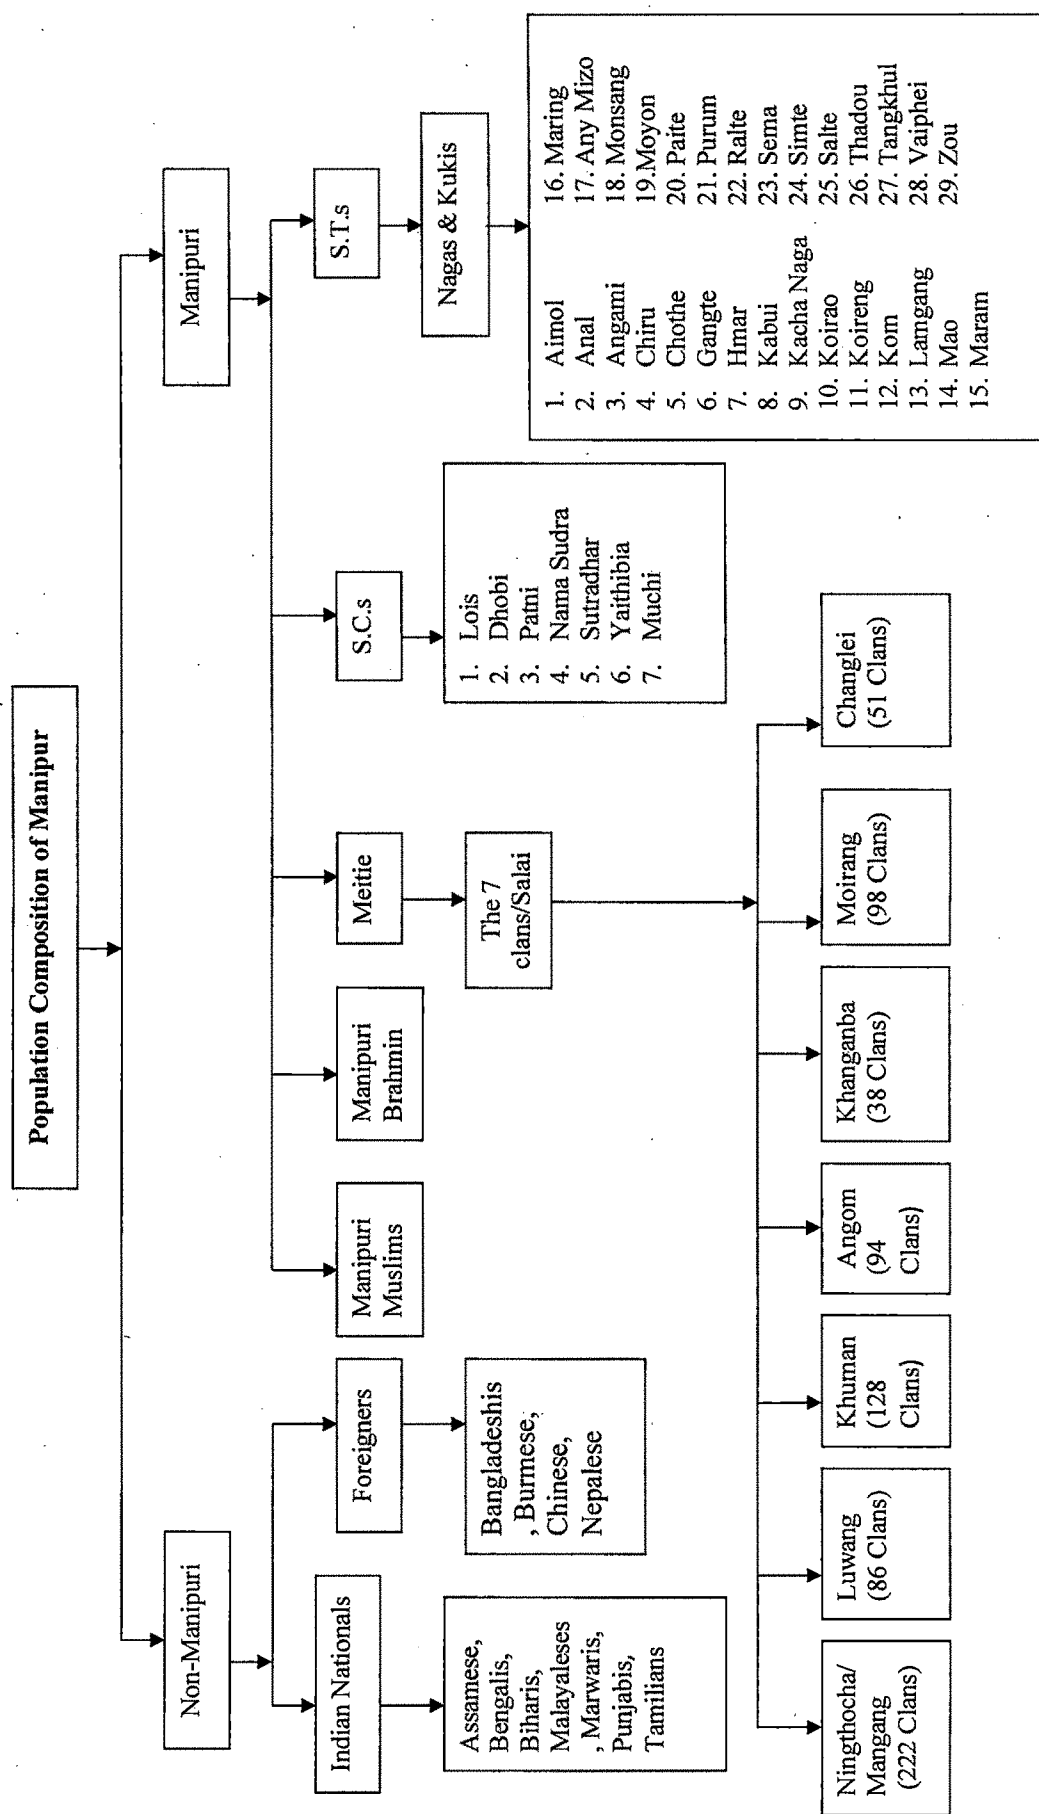 Population Composition of Manipur
Non-Manipuri
Manipuri
Indian Nationals
Foreigners
Manipuri
Muslims
Manipuri
Brahmin
Meitie
S.C.s
S.T.s
Assamese,
Bengalis,
Biharis,
Malayaleses
, Marwaris,
Punjabis,
Tamilians
Bangladeshis
, Burmese,
Chinese,
Nepalese
The 7
clans/Salai
1. Lois
2. Dhobi
3. Patni
4. Nama Sudra
5. Sutradhar
6. Yaithibia
7. Muchi
Nagas & Kukis
1. Aimol
2. Anal
3. Angami
4. Chiru
5. Chothe
6. Gangte
7. Hmar
8. Kabui
9. Kacha Naga
10. Koirao
11. Koireng
12. Kom
13. Lamgang
14. Mao
15. Maram
16. Maring
17. Any Mizo
18. Monsang
19. Moyon
20. Paite
21. Purum
22. Ralte
23. Sema
24. Simte
25. Salte
26. Thadou
27. Tangkhul
28. Vaiphei
29. Zou
Ningthocha/
Mangang
(222 Clans)
Luwang
(86 Clans)
Khuman
(128
Clans)
Angom
(94
Clans)
Khanganba
(38 Clans)
Moirang
(98 Clans)
Changlei
(51 Clans)